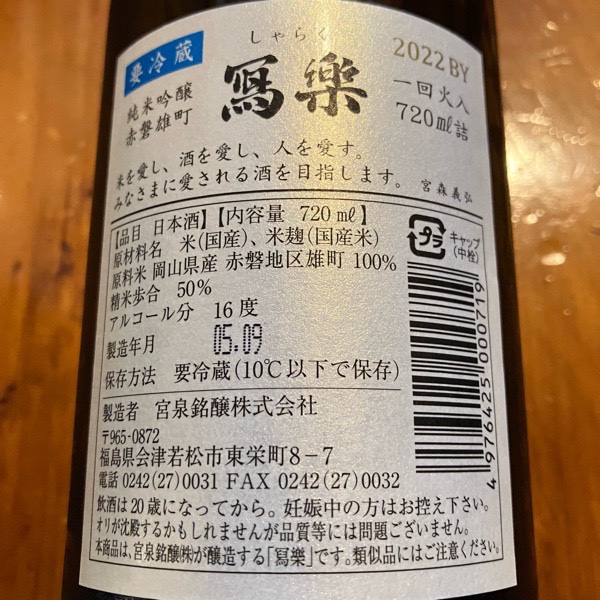 要冷蔵
しゃらく
2022BY
純米吟醸
赤磐雄町
寫樂
一回火入
720㎖詰
米を愛し、酒を愛し、人を愛す。
みなさまに愛される酒を目指します。 宮森義弘
【品目 日本酒】【内容量 720㎖】
原材料名 米(国産)、米麹(国産米)
原料米 岡山県産 赤磐地区雄町 100%
精米歩合 50%
アルコール分 16度
製造年月 05.09
保存方法 要冷蔵(10℃以下で保存)
プラ
キャップ
(中栓)
4 976425 000719
製造者 宮泉銘醸株式会社
〒965-0872
福島県会津若松市東栄町8-7
電話 0242(27)0031 FAX 0242(27)0032
飲酒は20歳になってから。妊娠中の方はお控え下さい。
オリが沈殿するかもしれませんが品質等には問題ございません。
本商品は、宮泉銘醸㈱が醸造する「冩樂」です。類似品にはご注意ください。